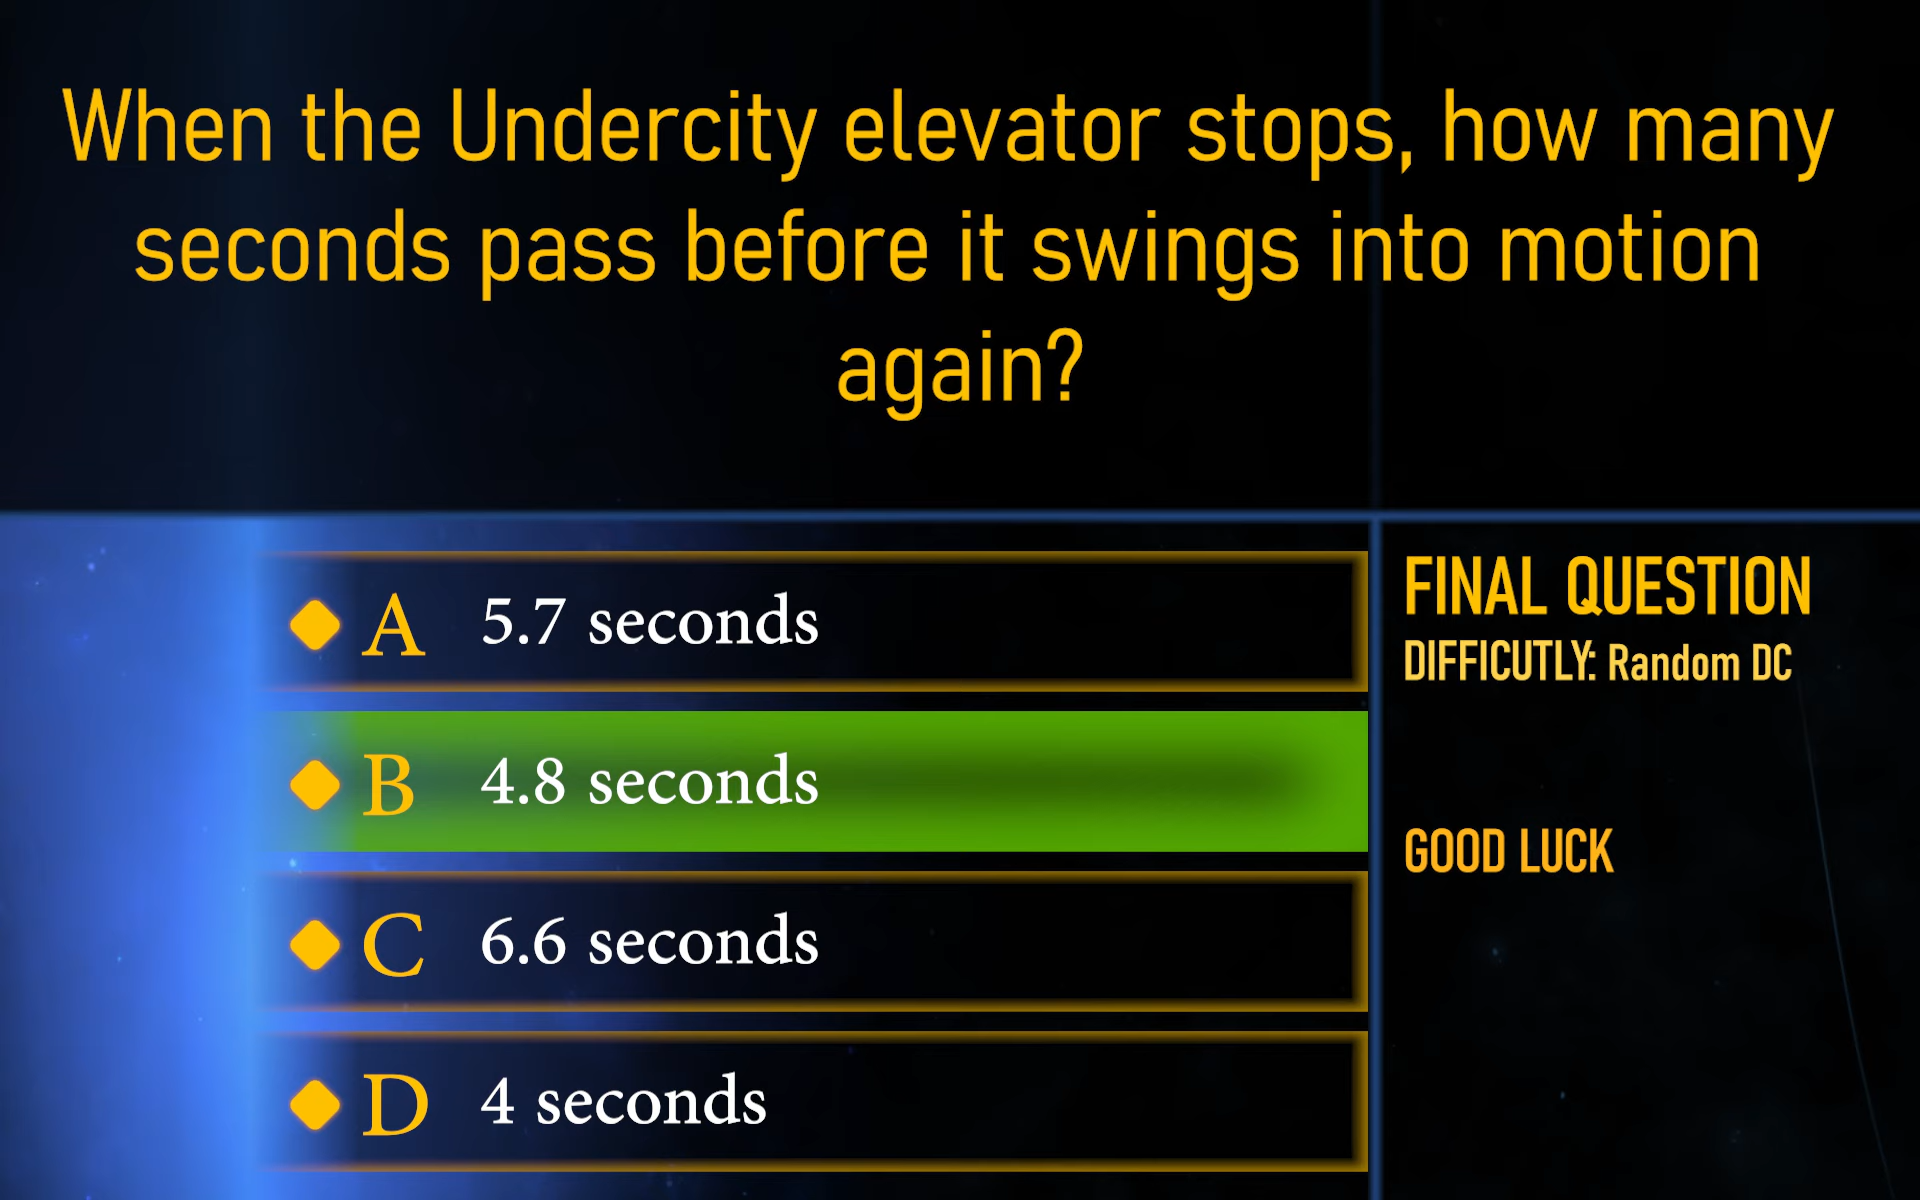 When the Undercity elevator stops, how many
seconds pass before it swings into motion
again?
A 5.7 seconds
B 4.8 seconds
C 6.6 seconds
D 4 seconds
FINAL QUESTION
DIFFICUTLY: Random DC
GOOD LUCK